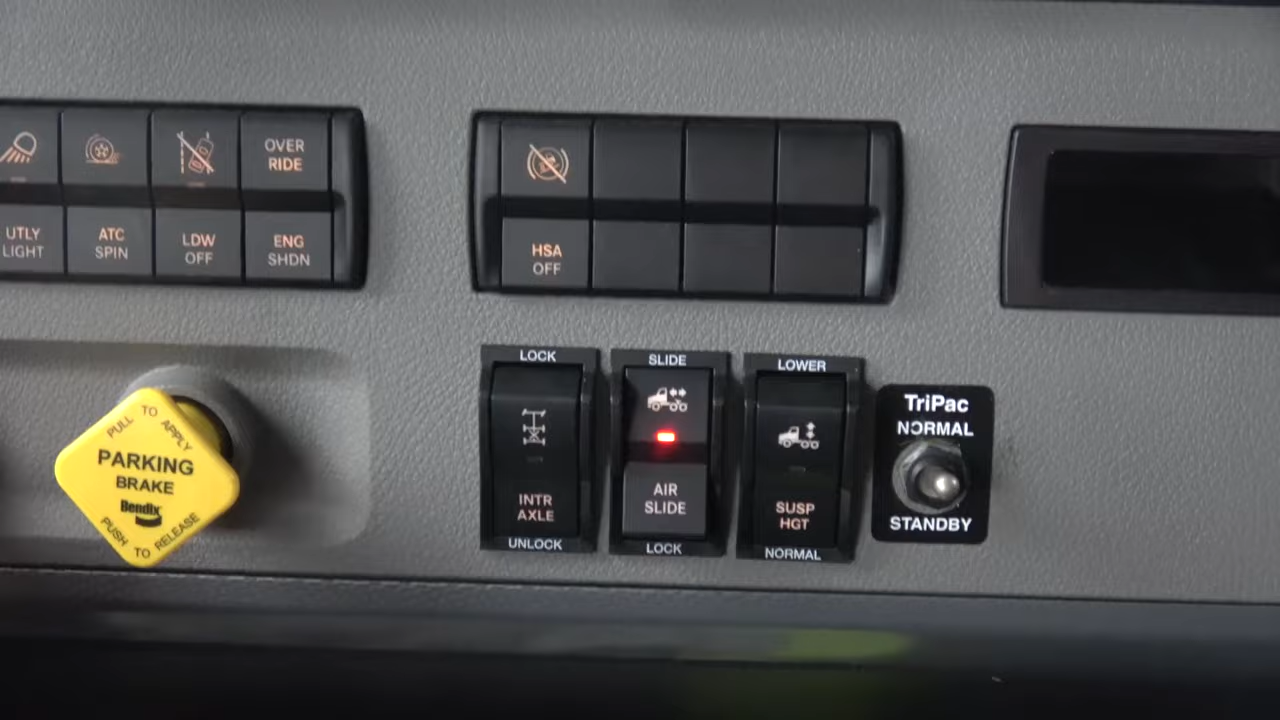 OVER
RIDE
UTLY
LIGHT
ATC
SPIN
LDW
OFF
ENG
SHDN
HSA
OFF
PULL TO APPLY
PARKING
BRAKE
Bendix
PUSH TO RELEASE
LOCK
INTR
AXLE
UNLOCK
SLIDE
AIR
SLIDE
LOCK
LOWER
SUSP
HGT
NORMAL
TriPac
NORMAL
STANDBY